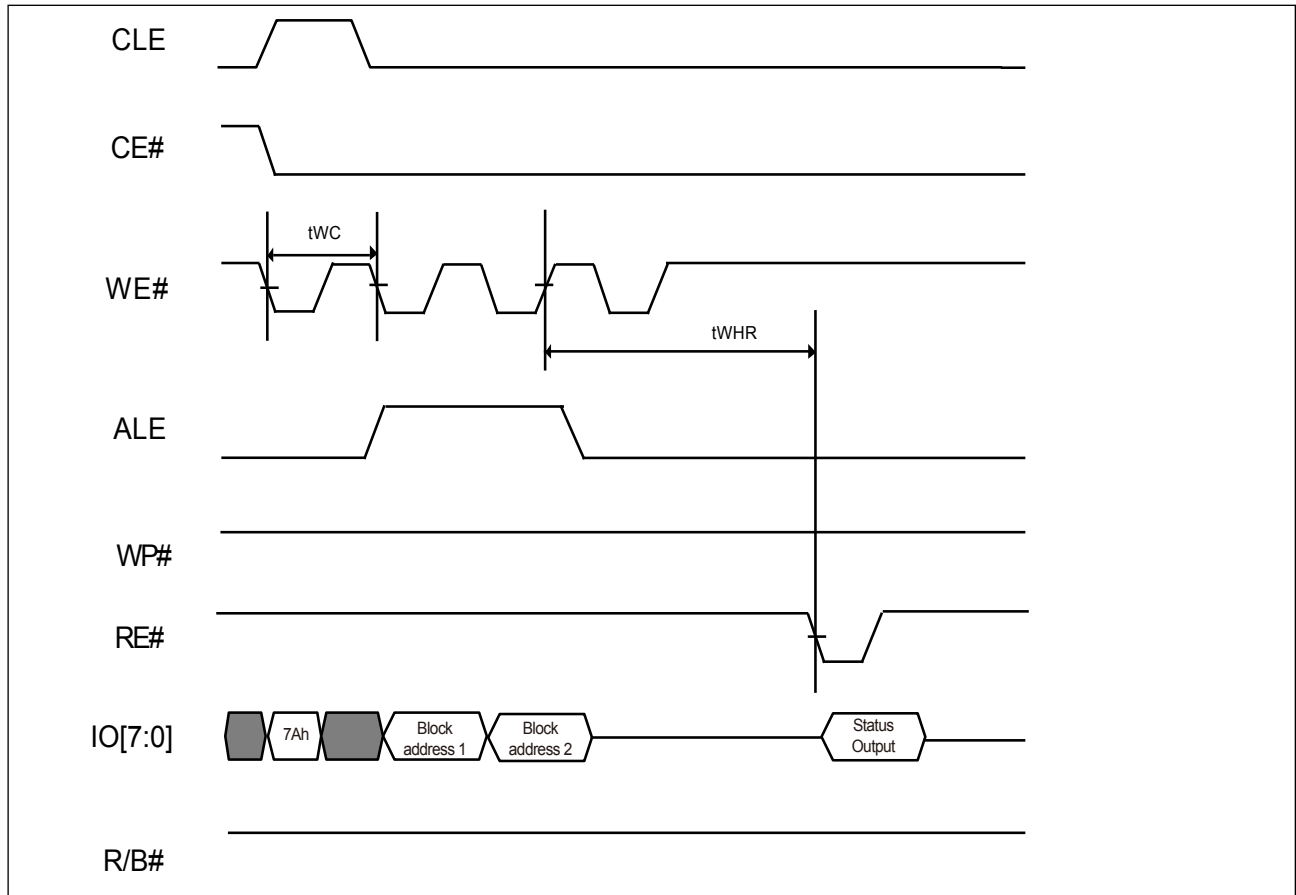 CLE
CE#
tWC
WE#
tWHR
ALE
WP#
RE#
IO[7:0]
7Ah
Block
address 1
Block
address 2
Status
Output
R/B#